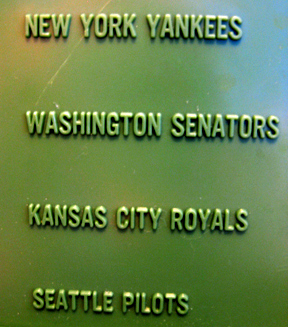 NEW YORK YANKEES
WASHINGTON SENATORS
KANSAS CITY ROYALS
SEATTLE PILOTS